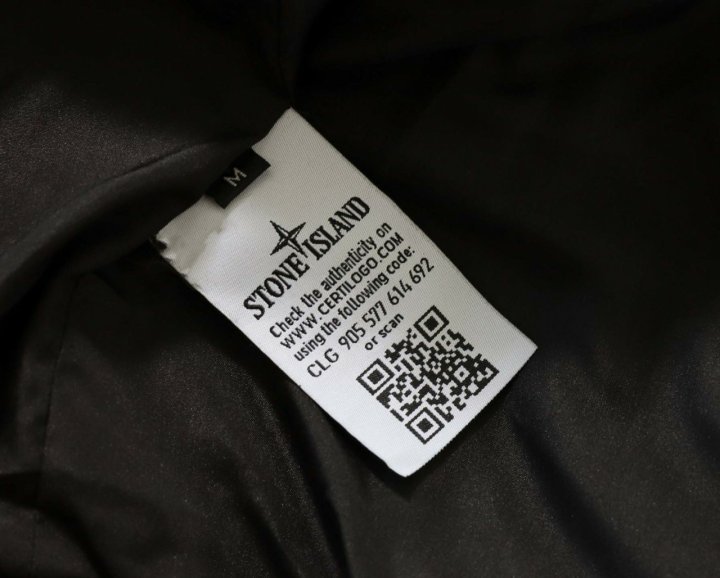 M
STONE ISLAND
Check the authenticity on
WWW.CERTILOGO.COM
using the following code:
CLG 905 577 614 692
or scan